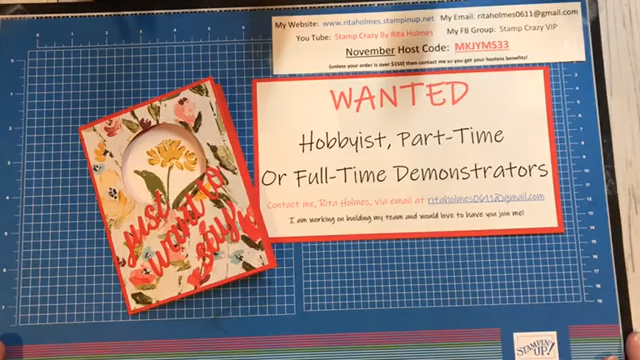 My Website: www.ritaholmes.stampinup.net My Email: ritaholmes0611@gmail.com
You Tube: Stamp Crazy By Rita Holmes My FB Group: Stamp Crazy VIP
November Host Code: MKJYMS33
(unless your order is over $150) then contact me so you get your hostess benefits!
WANTED
Hobbyist, Part-Time
Or Full-Time Demonstrators
Contact me, Rita Holmes, via email at ritaholmes0611@gmail.com
I am working on building my team and would love to have you join me!
just
want to
say
STAMPIN' UP!